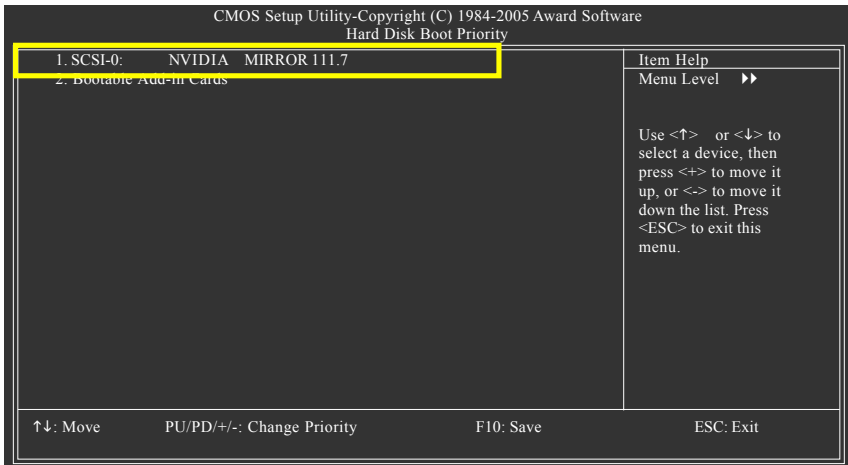 CMOS Setup Utility-Copyright (C) 1984-2005 Award Software
Hard Disk Boot Priority
1. SCSI-0: NVIDIA MIRROR 111.7
2. Bootable Add-in Cards
Item Help
Menu Level ▸▸
Use <↑> or <↓> to
select a device, then
press <+> to move it
up, or <-> to move it
down the list. Press
<ESC> to exit this
menu.
↑↓: Move PU/PD/+/-: Change Priority F10: Save ESC: Exit